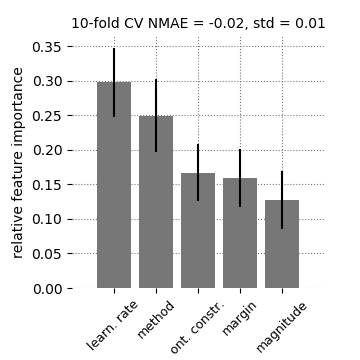 10-fold CV NMAE = -0.02, std = 0.01
relative feature importance
0.35
0.30
0.25
0.20
0.15
0.10
0.05
0.00
learn. rate
method
ont. constr.
margin
magnitude